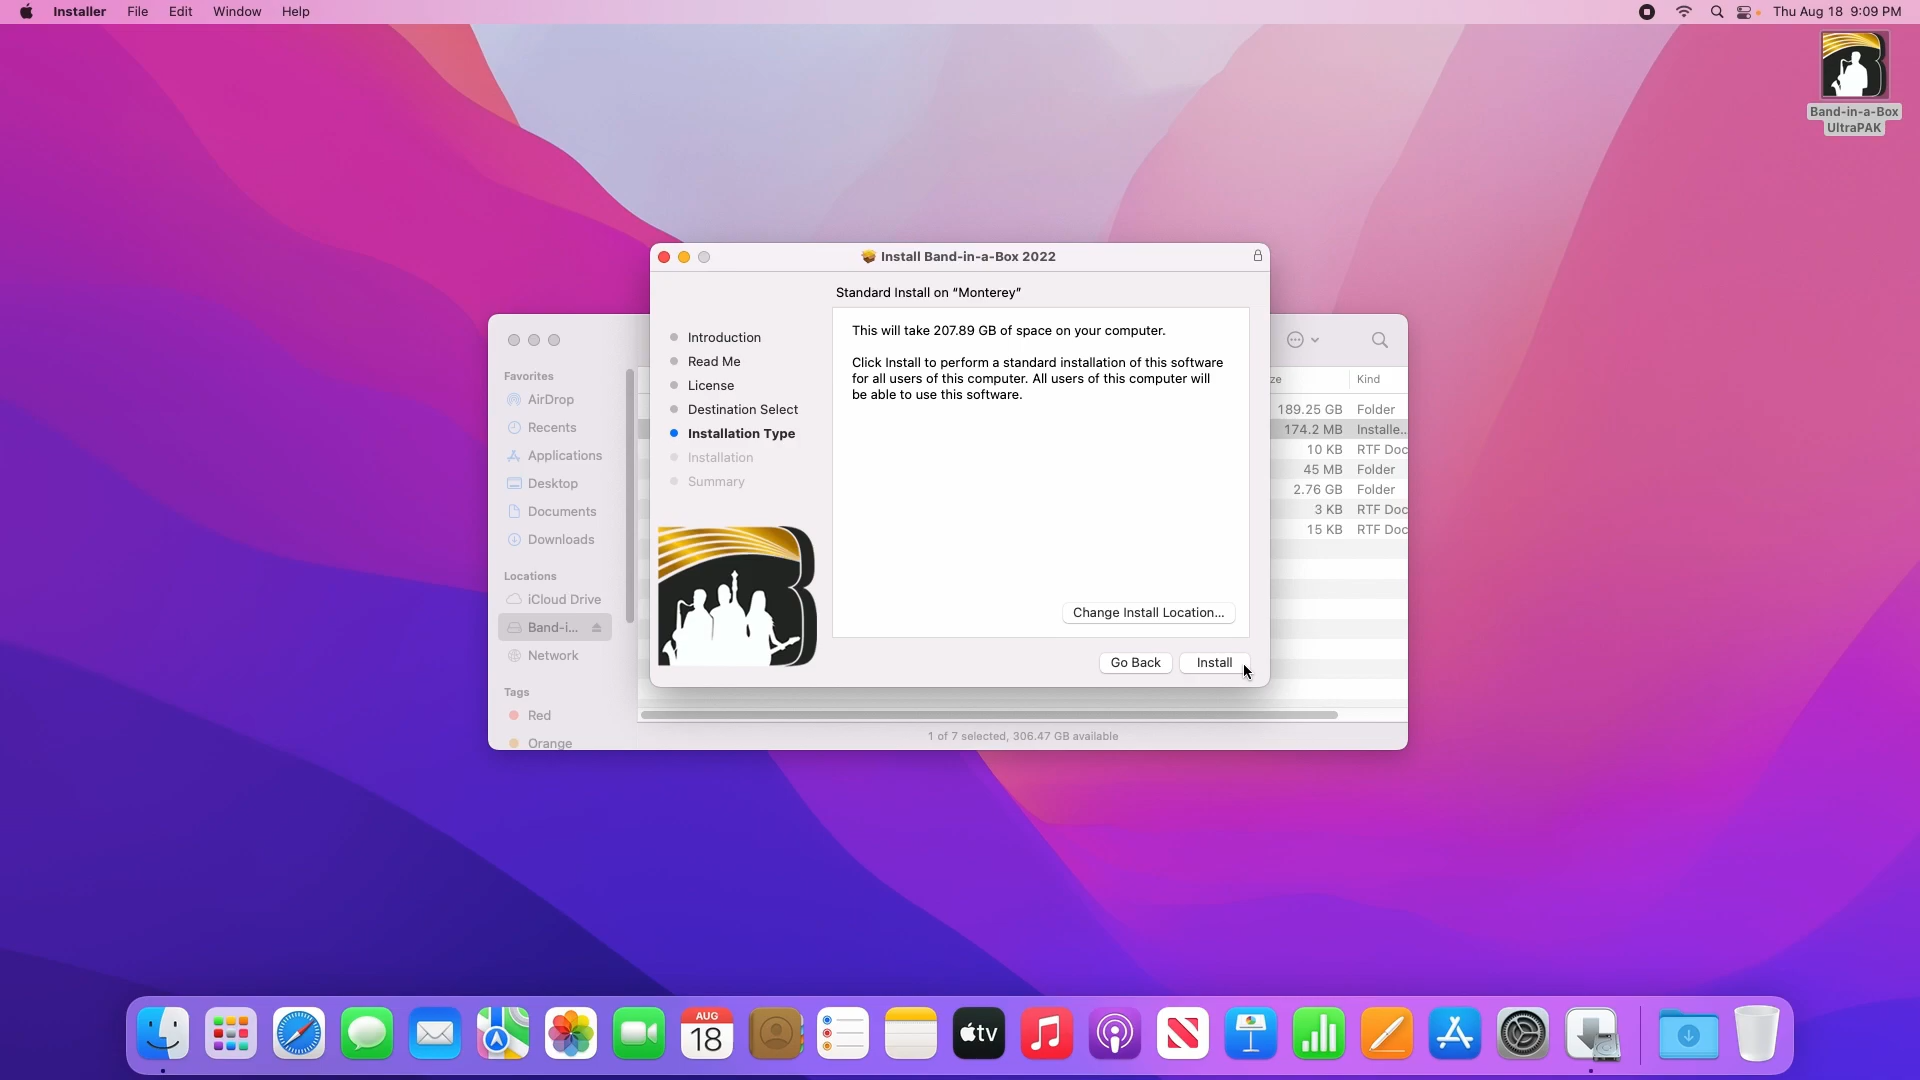 Installer File Edit Window Help
Thu Aug 18 9:09 PM
Band-in-a-Box
UltraPAK
Install Band-in-a-Box 2022
Standard Install on “Monterey”
Introduction
Read Me
License
Destination Select
Installation Type
Installation
Summary
This will take 207.89 GB of space on your computer.
Click Install to perform a standard installation of this software
for all users of this computer. All users of this computer will
be able to use this software.
Change Install Location...
Go Back Install
Favorites
AirDrop
Recents
Applications
Desktop
Documents
Downloads
Locations
iCloud Drive
Band-i...
Network
Tags
Red
Orange
ze Kind
189.25 GB Folder
174.2 MB Installe...
10 KB RTF Doc
45 MB Folder
2.76 GB Folder
3 KB RTF Doc
15 KB RTF Doc
1 of 7 selected, 306.47 GB available
AUG
18
tv